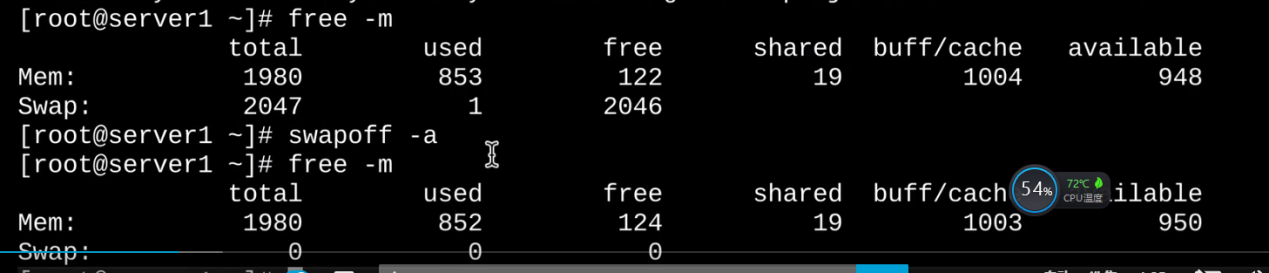 [root@server1 ~]# free -m
total used free shared buff/cache available
Mem: 1980 853 122 19 1004 948
Swap: 2047 1 2046
[root@server1 ~]# swapoff -a
[root@server1 ~]# free -m
total used free shared buff/cach ilable
Mem: 1980 852 124 19 1003 950
Swap: 0 0 0
54%
72℃
CPU温度